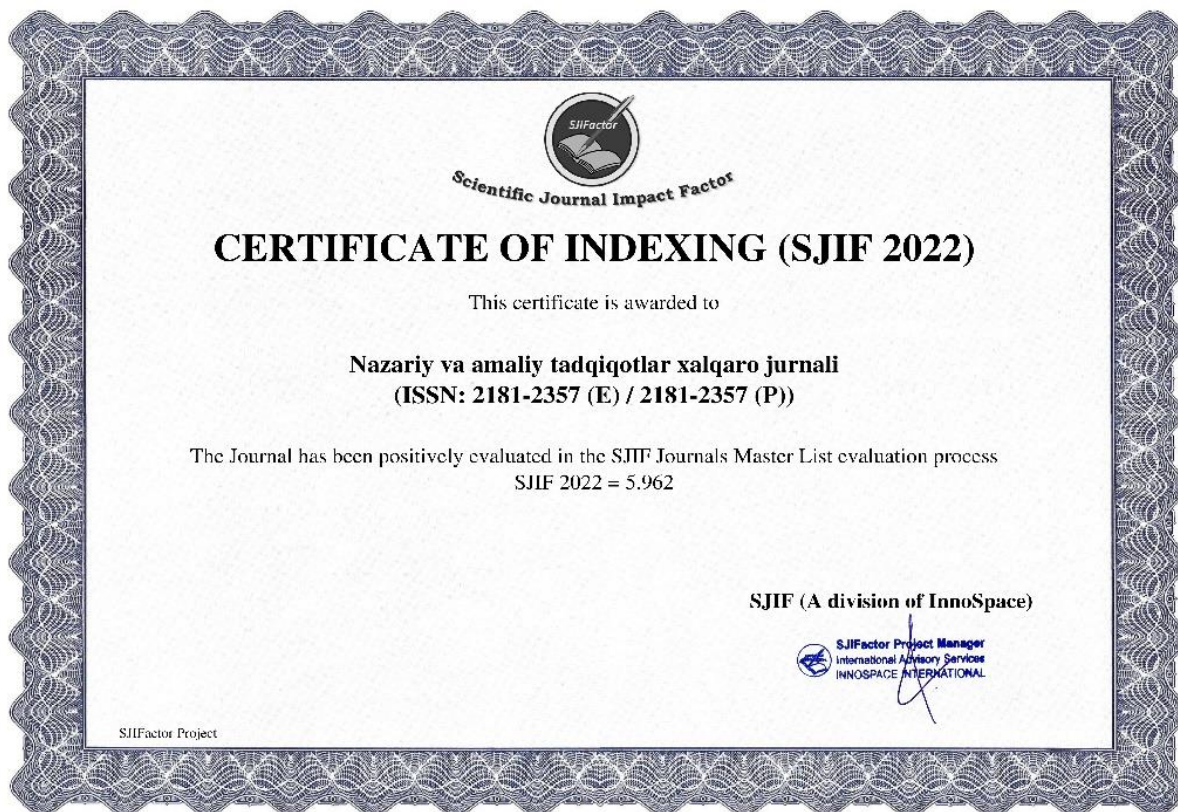 SJIFactor
Scientific Journal Impact Factor
CERTIFICATE OF INDEXING (SJIF 2022)
This certificate is awarded to
Nazariy va amaliy tadqiqotlar xalqaro jurnali
(ISSN: 2181-2357 (E) / 2181-2357 (P))
The Journal has been positively evaluated in the SJIF Journals Master List evaluation process
SJIF 2022 = 5.962
SJIF (A division of InnoSpace)
SJIFactor Project Manager
International Advisory Services
INNOSPACE INTERNATIONAL
SJIFactor Project